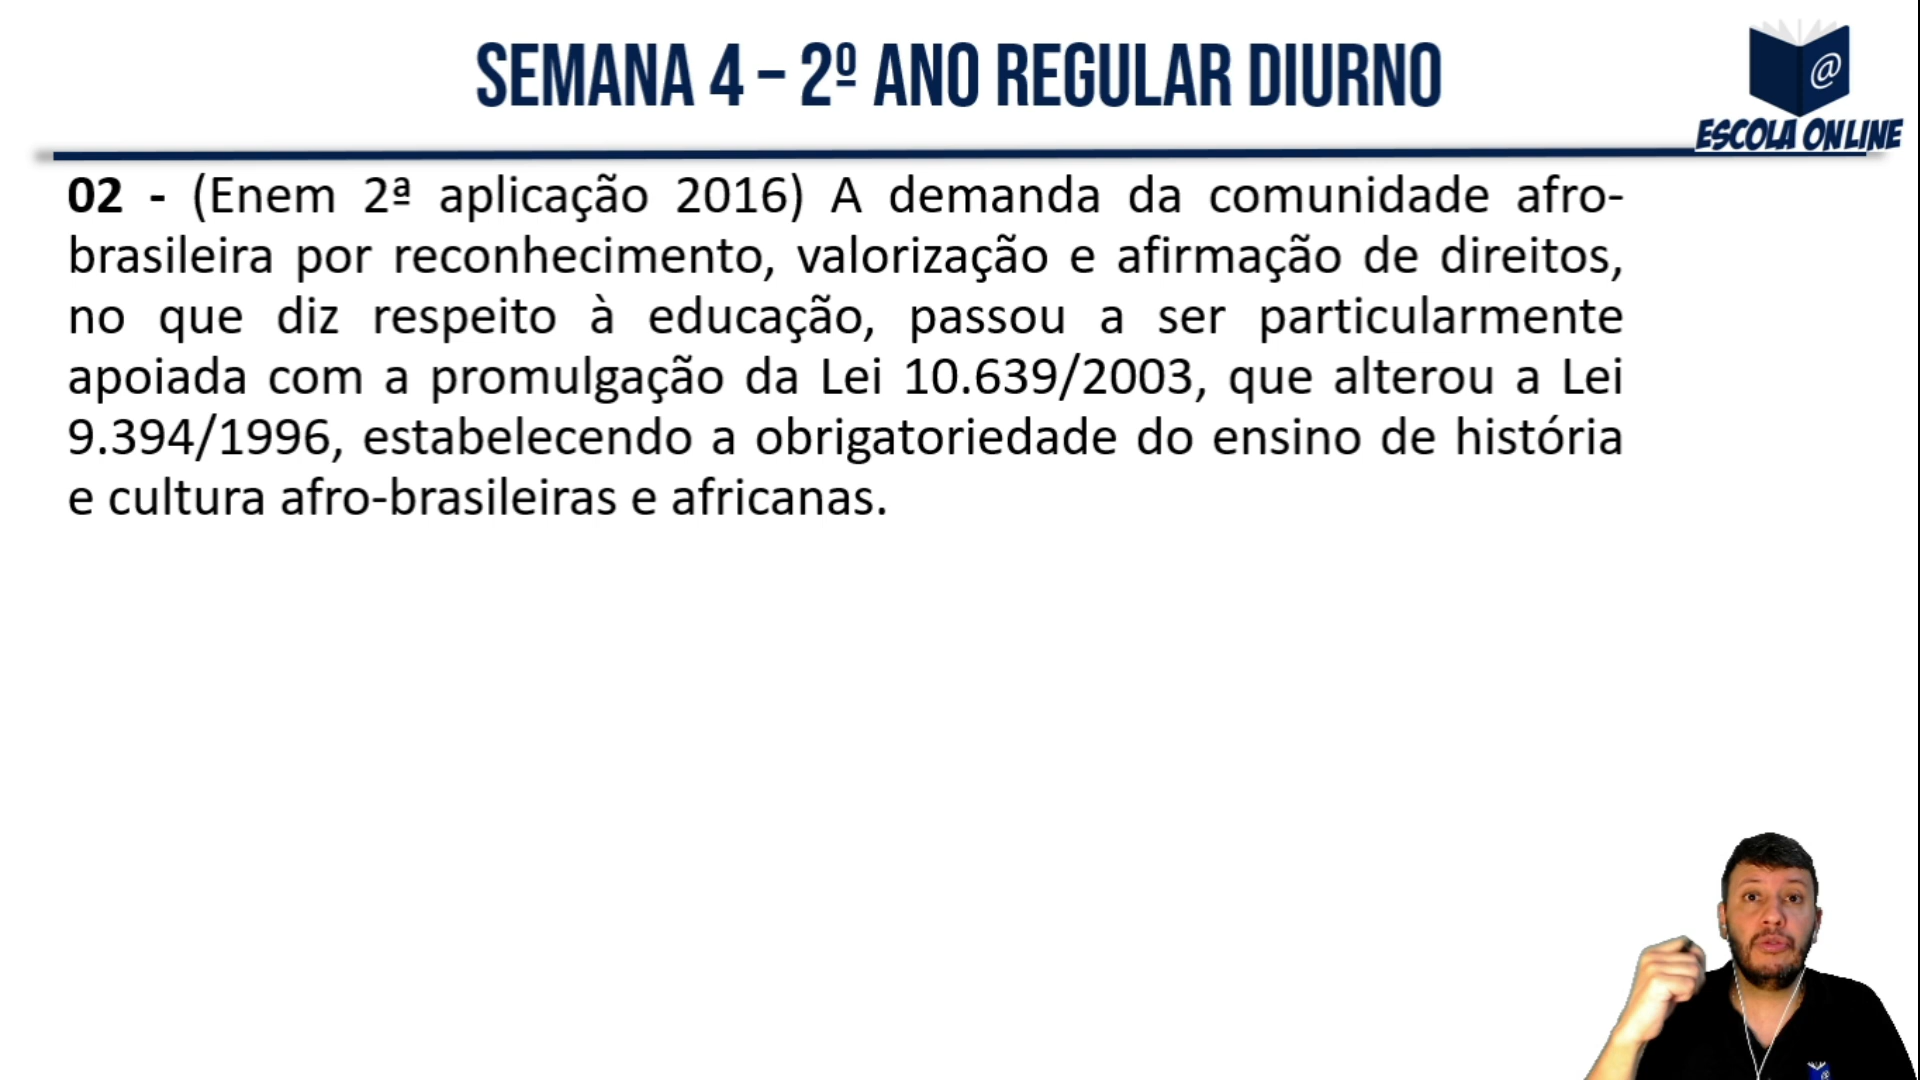 SEMANA 4 – 2º ANO REGULAR DIURNO
@
ESCOLA ONLINE
02 - (Enem 2ª aplicação 2016) A demanda da comunidade afro-
brasileira por reconhecimento, valorização e afirmação de direitos,
no que diz respeito à educação, passou a ser particularmente
apoiada com a promulgação da Lei 10.639/2003, que alterou a Lei
9.394/1996, estabelecendo a obrigatoriedade do ensino de história
e cultura afro-brasileiras e africanas.